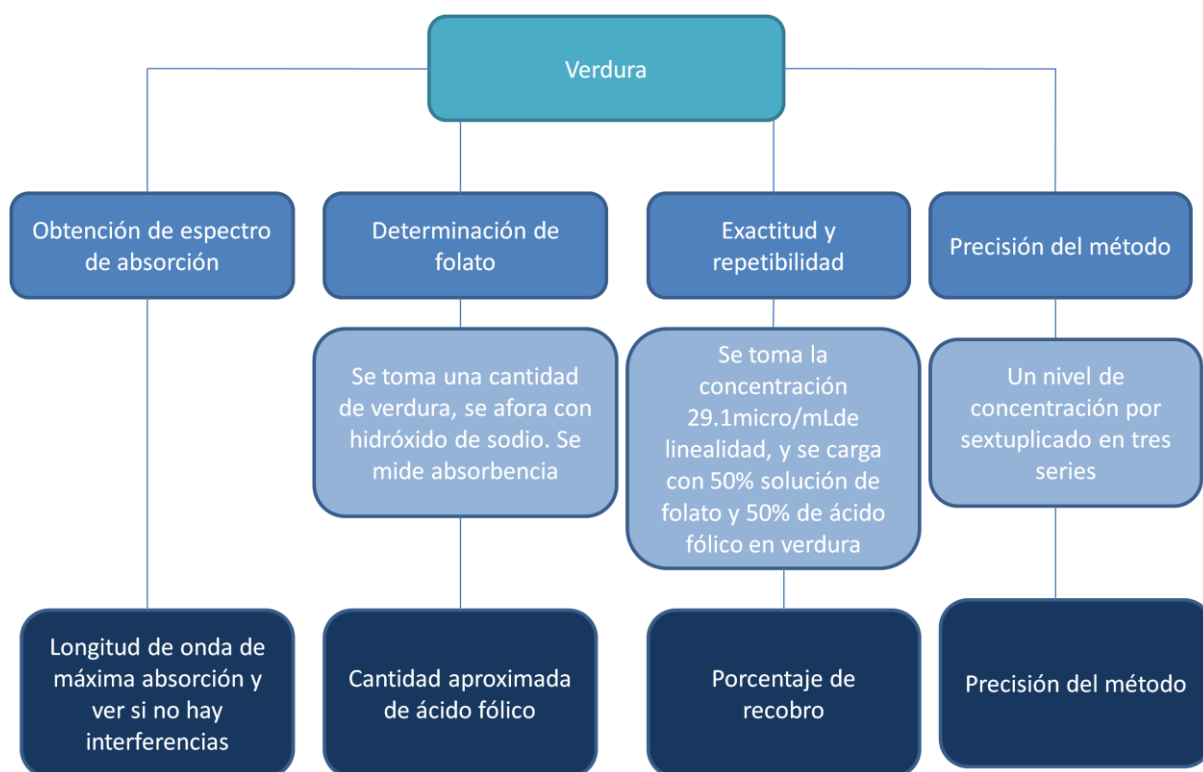 Verdura
Obtención de espectro
de absorción
Determinación de
folato
Exactitud y
repetibilidad
Precisión del método
Se toma una cantidad
de verdura, se afora con
hidróxido de sodio. Se
mide absorbencia
Se toma la
concentración
29.1micro/mLde
linealidad, y se carga
con 50% solución de
folato y 50% de ácido
fólico en verdura
Un nivel de
concentración por
sextuplicado en tres
series
Longitud de onda de
máxima absorción y
ver si no hay
interferencias
Cantidad aproximada
de ácido fólico
Porcentaje de
recobro
Precisión del método